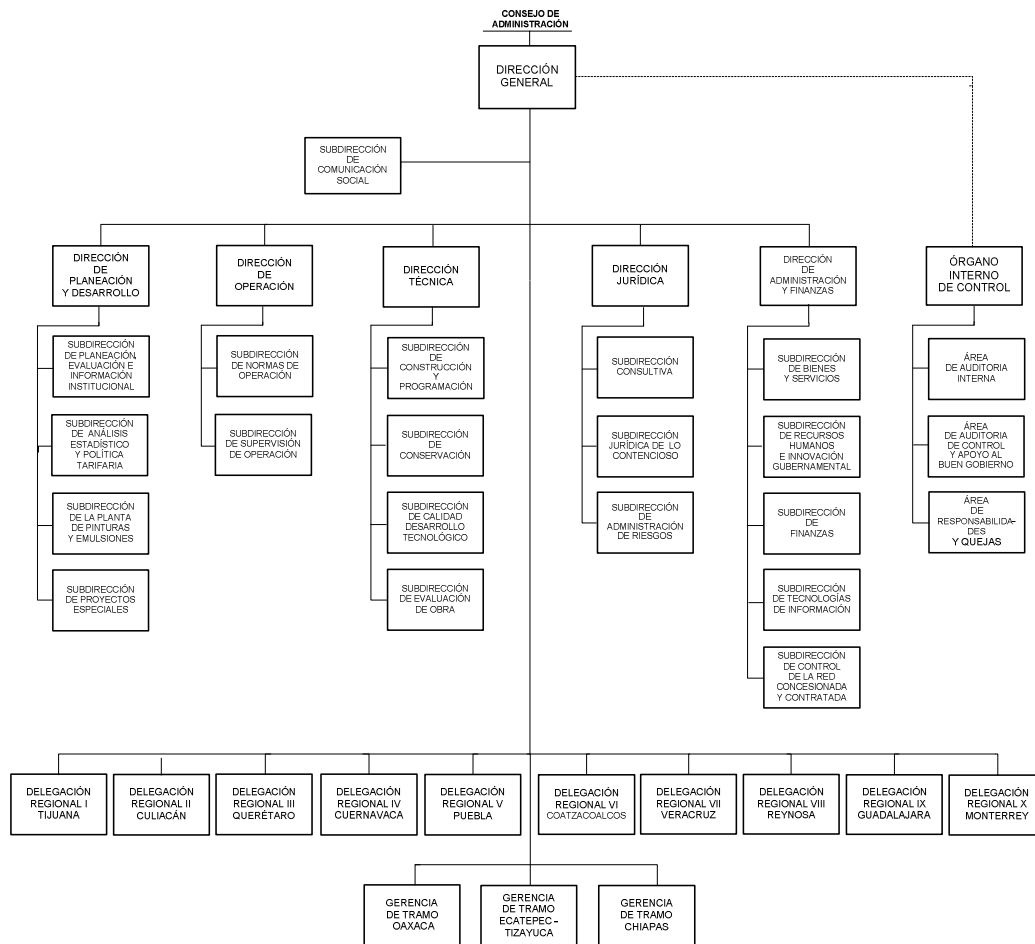 CONSEJO DE
ADMINISTRACIÓN
DIRECCIÓN
GENERAL
SUBDIRECCIÓN
DE
COMUNICACIÓN
SOCIAL
DIRECCIÓN
DE
PLANEACIÓN
Y DESARROLLO
SUBDIRECCIÓN
DE PLANEACIÓN,
EVALUACIÓN E
INFORMACIÓN
INSTITUCIONAL
SUBDIRECCIÓN
DE ANÁLISIS
ESTADÍSTICO
Y POLÍTICA
TARIFARIA
SUBDIRECCIÓN
DE LA PLANTA
DE PINTURAS
Y EMULSIONES
SUBDIRECCIÓN
DE PROYECTOS
ESPECIALES
DIRECCIÓN
DE
OPERACIÓN
SUBDIRECCIÓN
DE NORMAS DE
OPERACIÓN
SUBDIRECCIÓN
DE SUPERVISIÓN
DE OPERACIÓN
DIRECCIÓN
TÉCNICA
SUBDIRECCIÓN
DE
CONSTRUCCIÓN
Y
PROGRAMACIÓN
SUBDIRECCIÓN
DE
CONSERVACIÓN
SUBDIRECCIÓN
DE CALIDAD
DESARROLLO
TECNOLÓGICO
SUBDIRECCIÓN
DE EVALUACIÓN
DE OBRA
DIRECCIÓN
JURÍDICA
SUBDIRECCIÓN
CONSULTIVA
SUBDIRECCIÓN
JURÍDICA DE LO
CONTENCIOSO
SUBDIRECCIÓN
DE
ADMINISTRACIÓN
DE RIESGOS
DIRECCIÓN
DE
ADMINISTRACIÓN
Y FINANZAS
SUBDIRECCIÓN
DE BIENES
Y SERVICIOS
SUBDIRECCIÓN
DE RECURSOS
HUMANOS
E INNOVACIÓN
GUBERNAMENTAL
SUBDIRECCIÓN
DE
FINANZAS
SUBDIRECCIÓN
DE TECNOLOGÍAS
DE INFORMACIÓN
SUBDIRECCIÓN
DE CONTROL
DE LA RED
CONCESIONADA
Y CONTRATADA
ÓRGANO
INTERNO
DE CONTROL
ÁREA
DE AUDITORIA
INTERNA
ÁREA
DE AUDITORIA
DE CONTROL
Y APOYO AL
BUEN GOBIERNO
ÁREA
DE
RESPONSABILIDA-
DES
Y QUEJAS
DELEGACIÓN
REGIONAL I
TIJUANA
DELEGACIÓN
REGIONAL II
CULIACÁN
DELEGACIÓN
REGIONAL III
QUERÉTARO
DELEGACIÓN
REGIONAL IV
CUERNAVACA
DELEGACIÓN
REGIONAL V
PUEBLA
DELEGACIÓN
REGIONAL VI
COATZACOALCOS
DELEGACIÓN
REGIONAL VII
VERACRUZ
DELEGACIÓN
REGIONAL VIII
REYNOSA
DELEGACIÓN
REGIONAL IX
GUADALAJARA
DELEGACIÓN
REGIONAL X
MONTERREY
GERENCIA
DE TRAMO
OAXACA
GERENCIA
DE TRAMO
ECATEPEC -
TIZAYUCA
GERENCIA
DE TRAMO
CHIAPAS